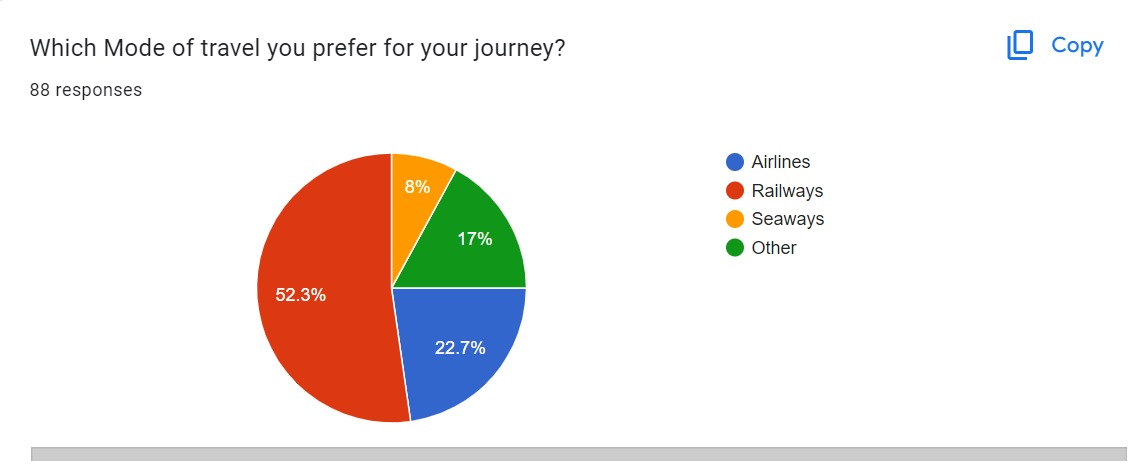 Which Mode of travel you prefer for your journey?
Copy
88 responses
8%
17%
52.3%
22.7%
Airlines
Railways
Seaways
Other